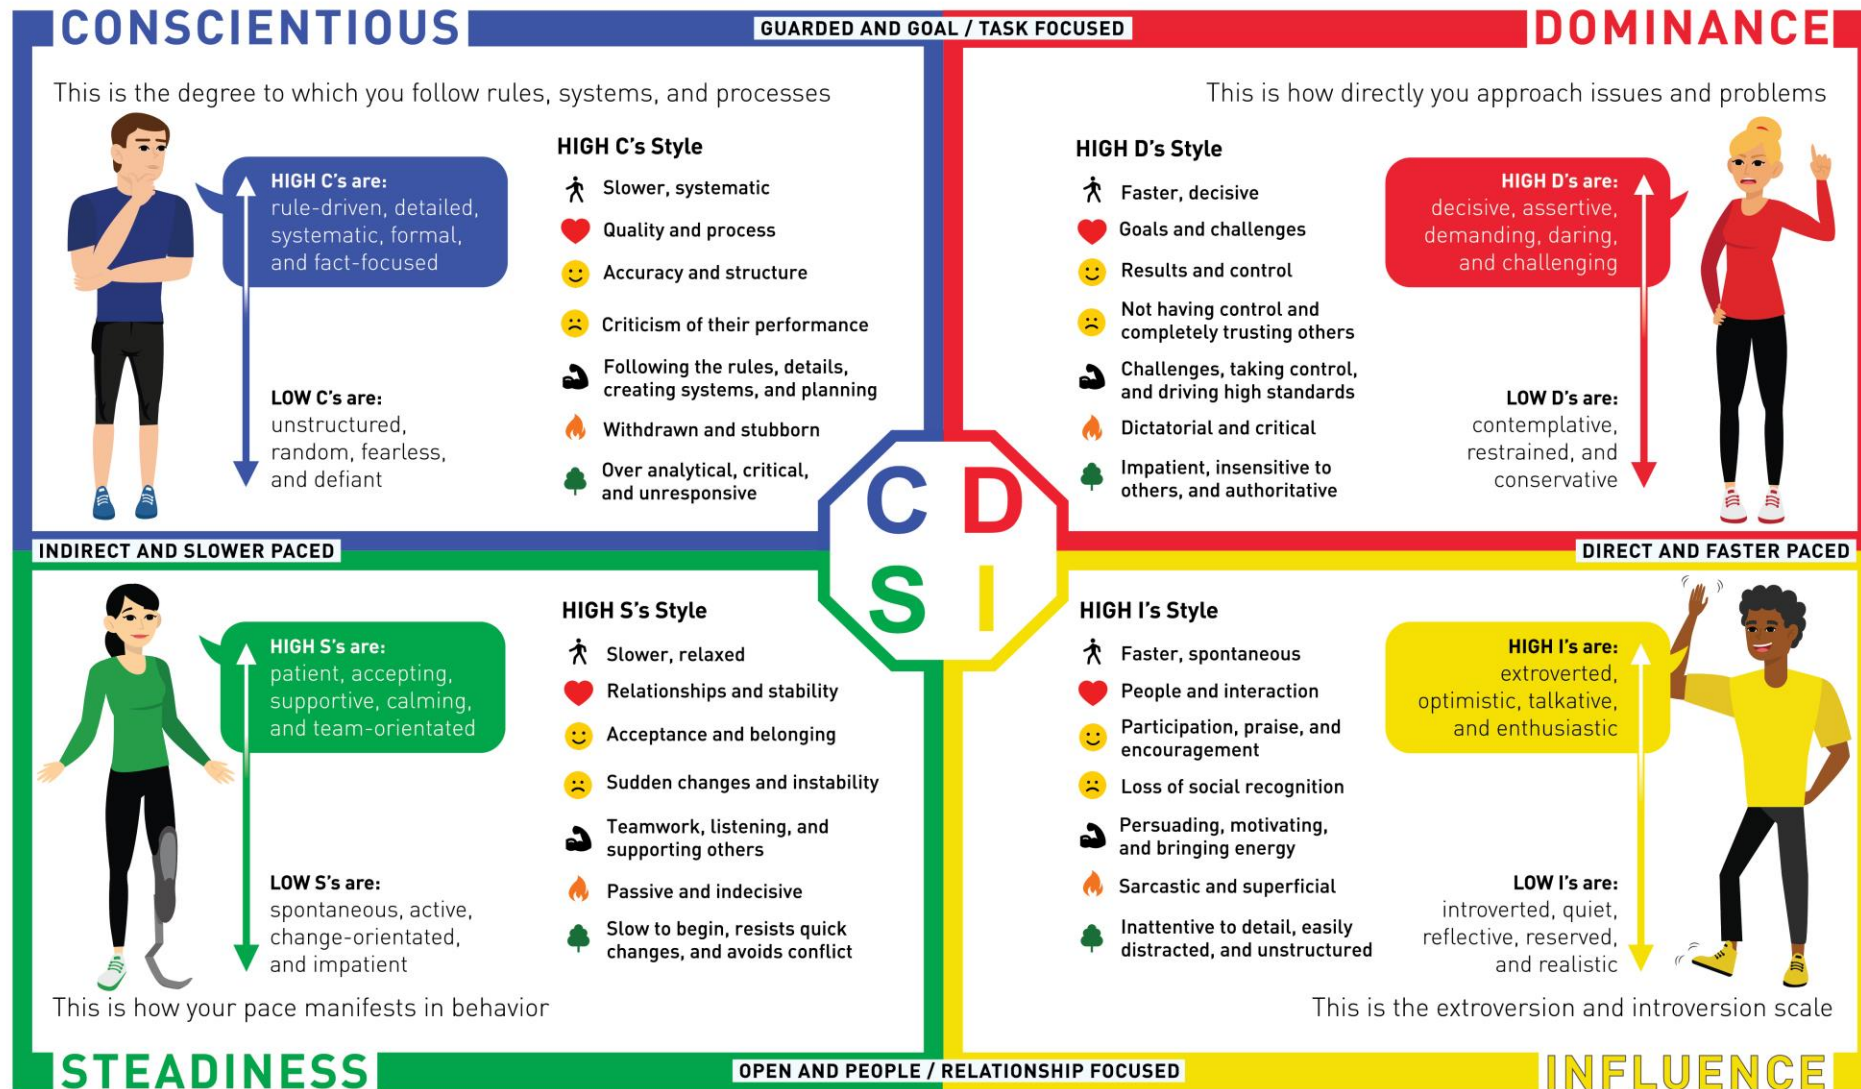 CONSCIENTIOUS
GUARDED AND GOAL / TASK FOCUSED
DOMINANCE
This is the degree to which you follow rules, systems, and processes
HIGH C's are:
rule-driven, detailed,
systematic, formal,
and fact-focused
LOW C's are:
unstructured,
random, fearless,
and defiant
HIGH C's Style
Slower, systematic
Quality and process
Accuracy and structure
Criticism of their performance
Following the rules, details,
creating systems, and planning
Withdrawn and stubborn
Over analytical, critical,
and unresponsive
This is how directly you approach issues and problems
HIGH D's Style
Faster, decisive
Goals and challenges
Results and control
Not having control and
completely trusting others
Challenges, taking control,
and driving high standards
Dictatorial and critical
Impatient, insensitive to
others, and authoritative
HIGH D's are:
decisive, assertive,
demanding, daring,
and challenging
LOW D's are:
contemplative,
restrained, and
conservative
C D
S I
INDIRECT AND SLOWER PACED
DIRECT AND FASTER PACED
HIGH S's are:
patient, accepting,
supportive, calming,
and team-orientated
LOW S's are:
spontaneous, active,
change-orientated,
and impatient
HIGH S's Style
Slower, relaxed
Relationships and stability
Acceptance and belonging
Sudden changes and instability
Teamwork, listening, and
supporting others
Passive and indecisive
Slow to begin, resists quick
changes, and avoids conflict
This is how your pace manifests in behavior
HIGH I's Style
Faster, spontaneous
People and interaction
Participation, praise, and
encouragement
Loss of social recognition
Persuading, motivating,
and bringing energy
Sarcastic and superficial
Inattentive to detail, easily
distracted, and unstructured
HIGH I's are:
extroverted,
optimistic, talkative,
and enthusiastic
LOW I's are:
introverted, quiet,
reflective, reserved,
and realistic
This is the extroversion and introversion scale
STEADINESS
OPEN AND PEOPLE / RELATIONSHIP FOCUSED
INFLUENCE